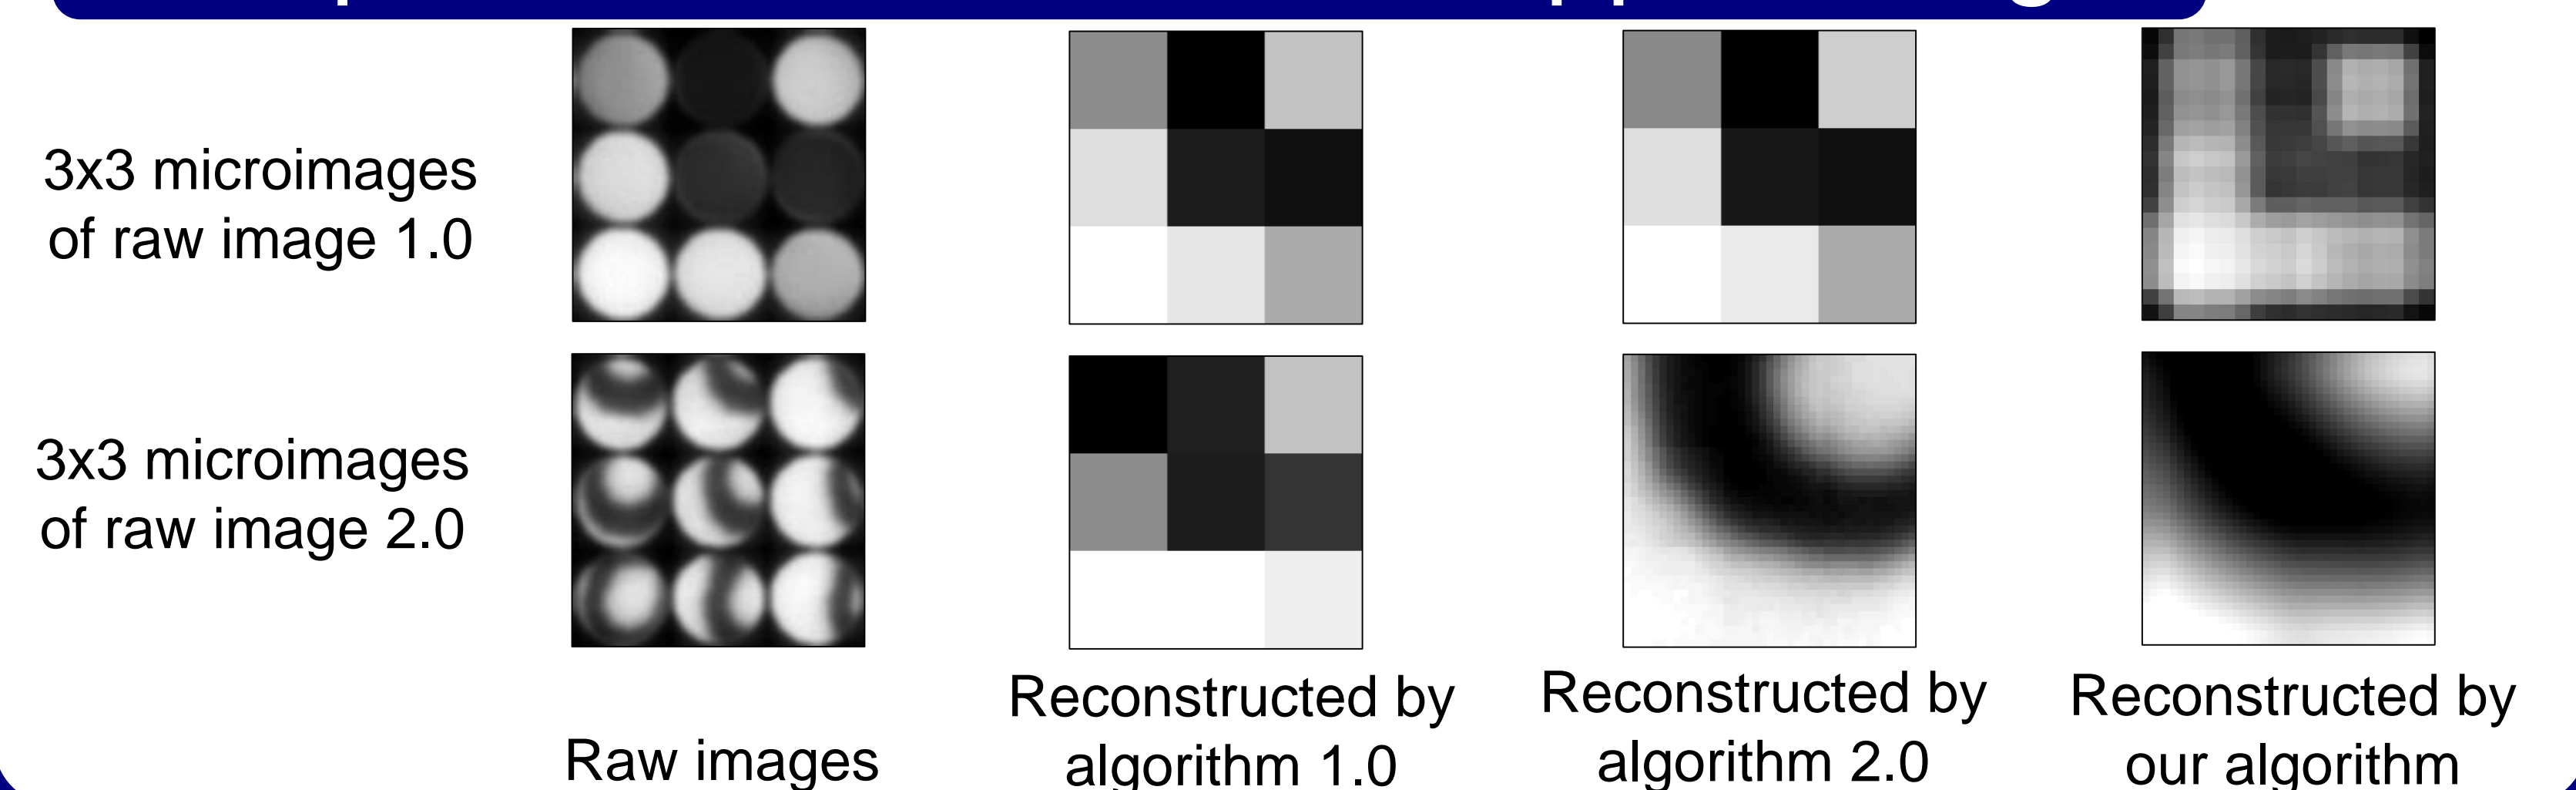 3x3 microimages
of raw image 1.0
3x3 microimages
of raw image 2.0
Raw images
Reconstructed by
algorithm 1.0
Reconstructed by
algorithm 2.0
Reconstructed by
our algorithm